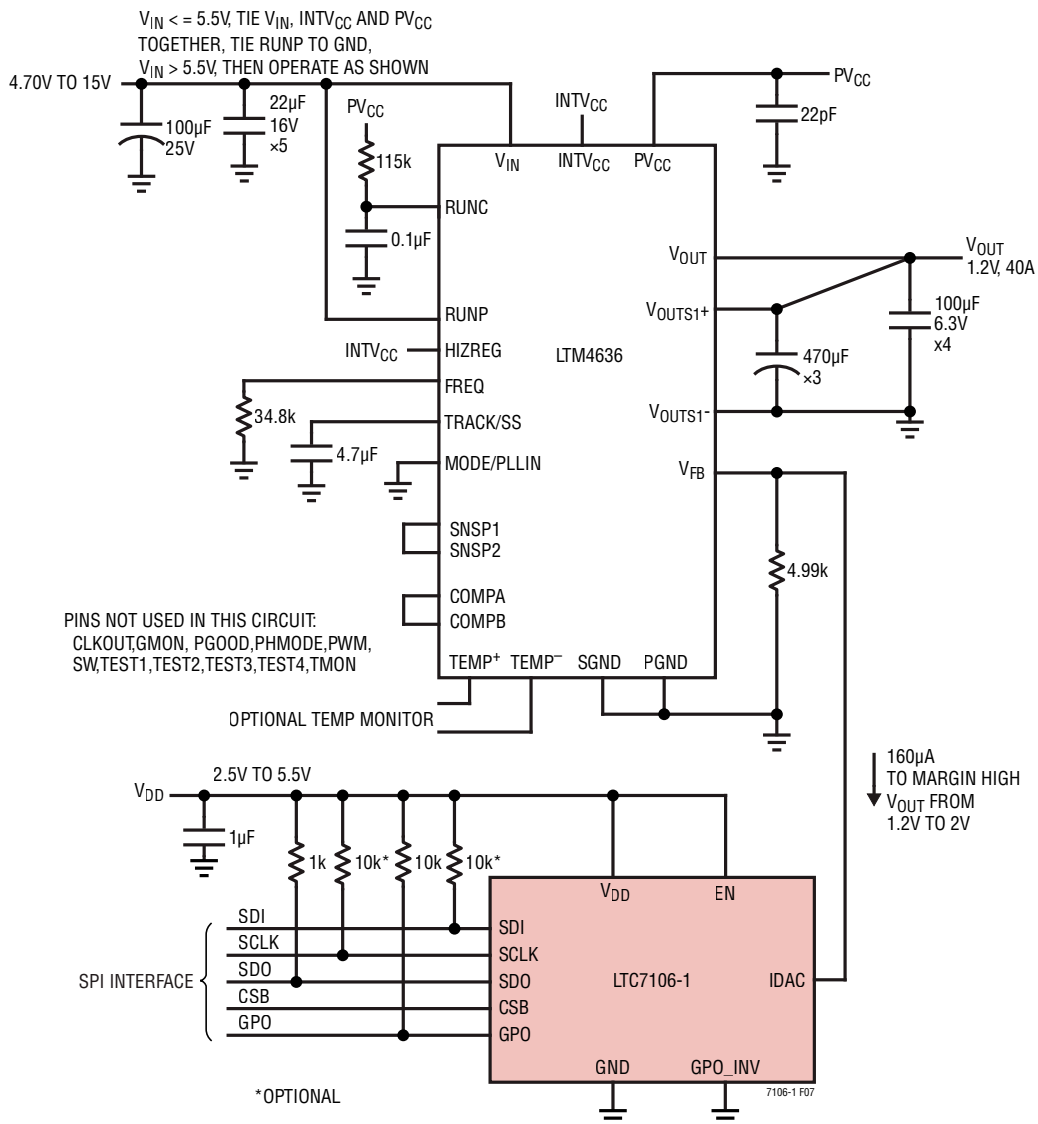 V_IN < = 5.5V, TIE V_IN, INTV_CC AND PV_CC
TOGETHER, TIE RUNP TO GND,
V_IN > 5.5V, THEN OPERATE AS SHOWN
4.70V TO 15V
100µF
25V
22µF
16V
×5
PV_CC
115k
0.1µF
INTV_CC
PV_CC
22pF
V_IN
INTV_CC
PV_CC
RUNC
RUNP
INTV_CC
HIZREG
FREQ
34.8k
TRACK/SS
4.7µF
MODE/PLLIN
SNSP1
SNSP2
COMPA
COMPB
LTM4636
V_OUT
V_OUTS1+
V_OUTS1-
V_FB
V_OUT
1.2V, 40A
100µF
6.3V
x4
470µF
×3
4.99k
PINS NOT USED IN THIS CIRCUIT:
CLKOUT,GMON, PGOOD,PHMODE,PWM,
SW,TEST1,TEST2,TEST3,TEST4,TMON
TEMP+ TEMP– SGND PGND
OPTIONAL TEMP MONITOR
160µA
TO MARGIN HIGH
V_OUT FROM
1.2V TO 2V
2.5V TO 5.5V
V_DD
1µF
1k
10k*
10k
10k*
V_DD
EN
SPI INTERFACE
SDI
SCLK
SDO
CSB
GPO
SDI
SCLK
SDO
CSB
GPO
LTC7106-1
IDAC
GND
GPO_INV
7106-1 F07
*OPTIONAL